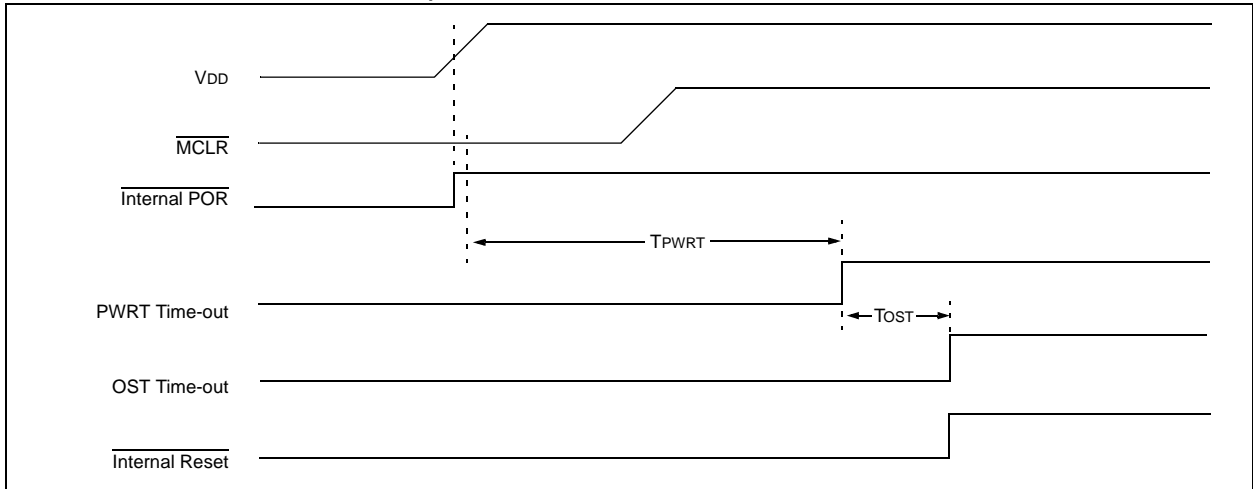 VDD
MCLR
Internal POR
TPWRT
PWRT Time-out
TOST
OST Time-out
Internal Reset